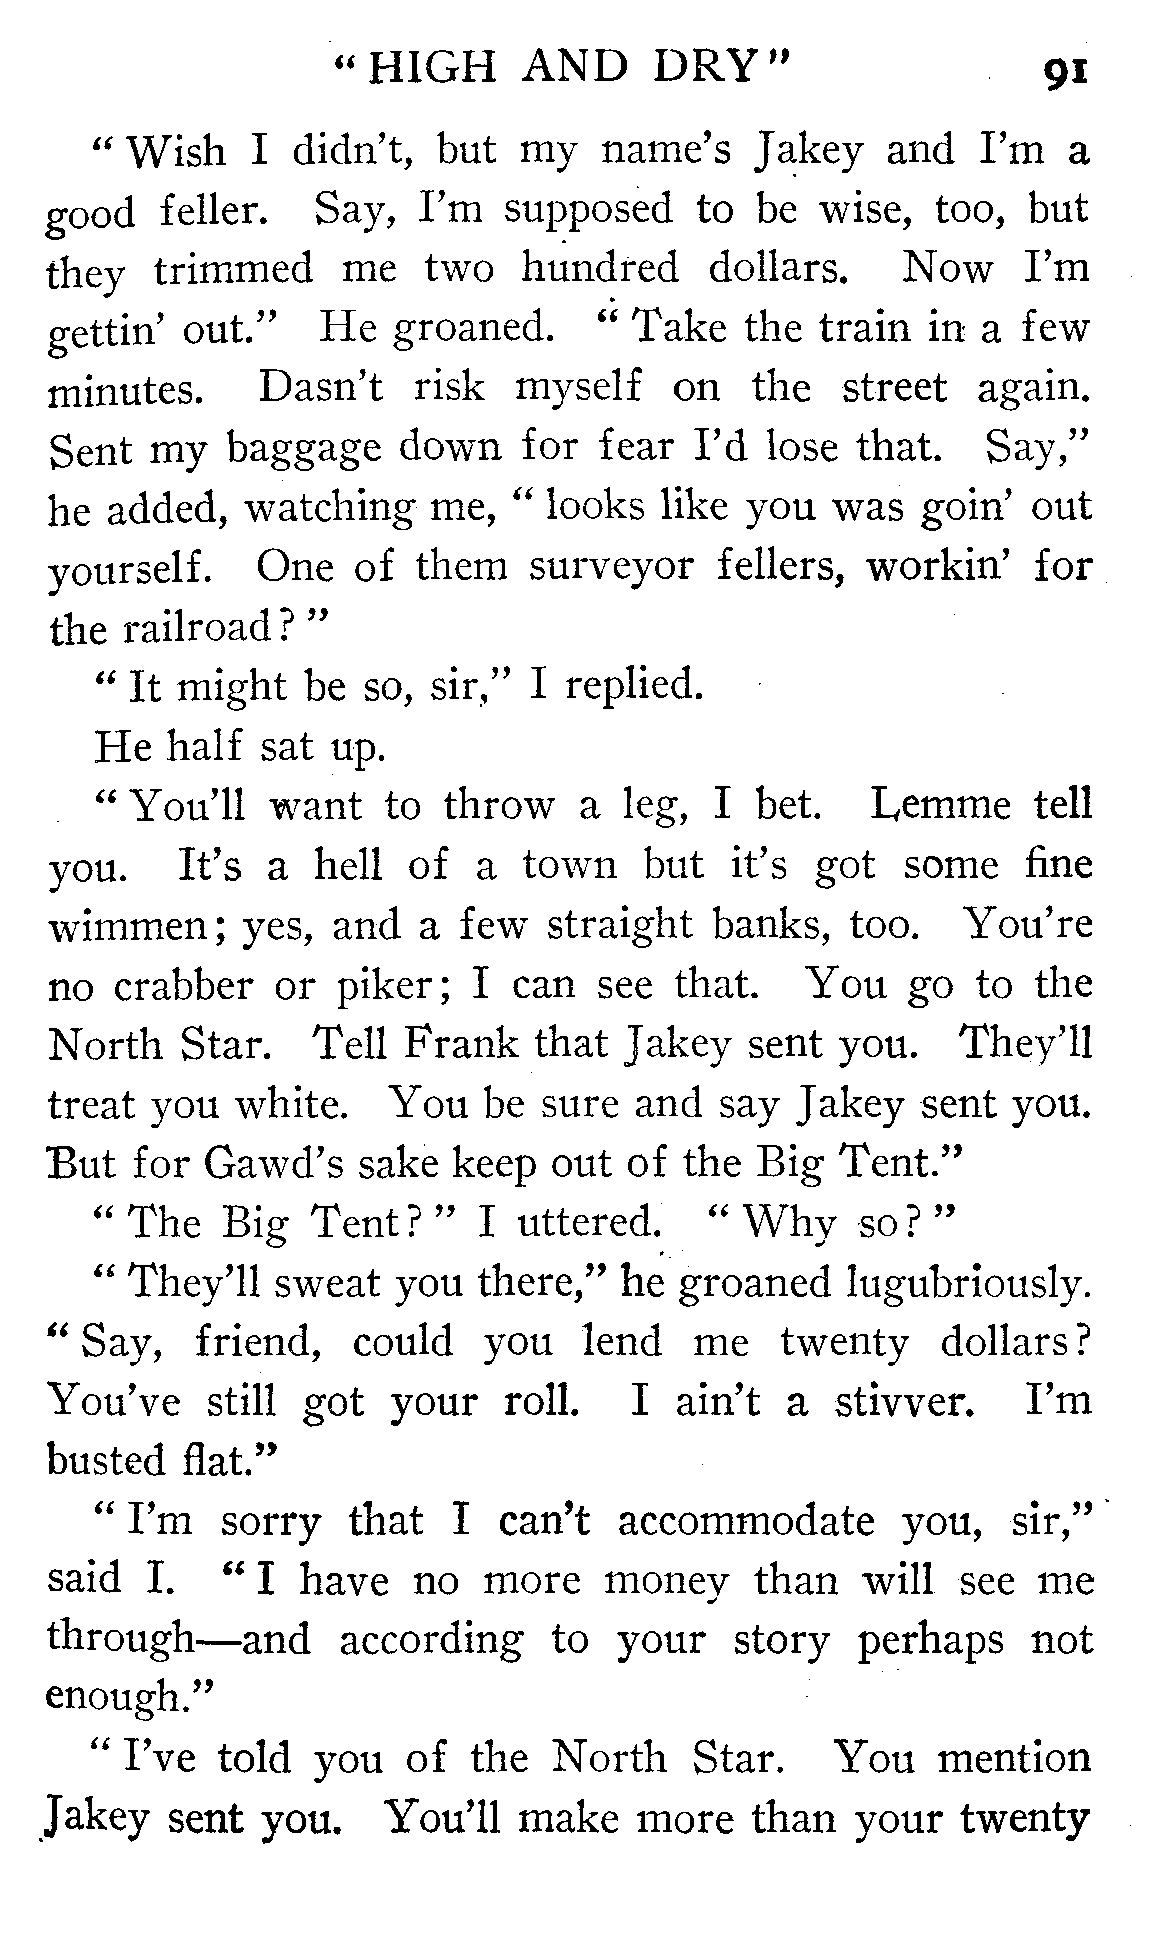 “ HIGH AND DRY ” 91
“ Wish I didn’t, but my name’s Jakey and I’m a
good feller. Say, I’m supposed to be wise, too, but
they trimmed me two hundred dollars. Now I’m
gettin’ out.” He groaned. “ Take the train in a few
minutes. Dasn’t risk myself on the street again.
Sent my baggage down for fear I’d lose that. Say,”
he added, watching me, “ looks like you was goin’ out
yourself. One of them surveyor fellers, workin’ for
the railroad? ”
“ It might be so, sir,” I replied.
He half sat up.
“ You’ll want to throw a leg, I bet. Lemme tell
you. It’s a hell of a town but it’s got some fine
wimmen; yes, and a few straight banks, too. You’re
no crabber or piker; I can see that. You go to the
North Star. Tell Frank that Jakey sent you. They’ll
treat you white. You be sure and say Jakey sent you.
But for Gawd’s sake keep out of the Big Tent.”
“ The Big Tent? ” I uttered. “ Why so? ”
“ They’ll sweat you there,” he groaned lugubriously.
“ Say, friend, could you lend me twenty dollars?
You’ve still got your roll. I ain’t a stivver. I’m
busted flat.”
“ I’m sorry that I can’t accommodate you, sir,”
said I. “ I have no more money than will see me
through—and according to your story perhaps not
enough.”
“ I’ve told you of the North Star. You mention
Jakey sent you. You’ll make more than your twenty